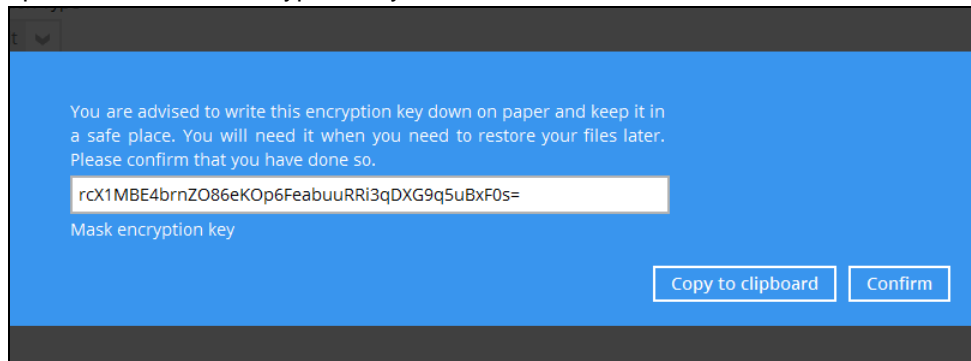 You are advised to write this encryption key down on paper and keep it in
a safe place. You will need it when you need to restore your files later.
Please confirm that you have done so.
rcX1MBE4brnZO86eKOp6FeabuuRRi3qDXG9q5uBxF0s=
Mask encryption key
Copy to clipboard
Confirm